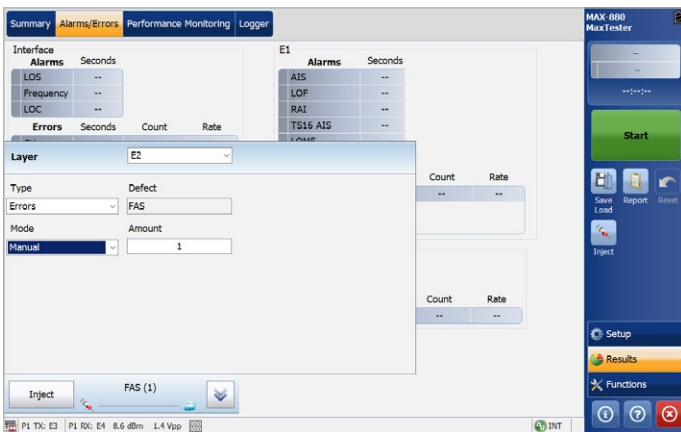 Summary Alarms/Errors Performance Monitoring Logger
MAX-880
MaxTester
Interface
Alarms Seconds
LOS --
Frequency --
LOC --
Errors Seconds Count Rate
E1
Alarms Seconds
AIS --
LOF --
RAI --
TS16 AIS --
Layer E2
Type Defect
Errors FAS
Mode Amount
Manual 1
Count Rate
-- --
Count Rate
-- --
Inject FAS (1)
--
--
--:--:--
Start
Save Load
Report
Reset
Inject
Setup
Results
Functions
P1 TX: E3 P1 RX: E4 8.6 dBm 1.4 Vpp
INT